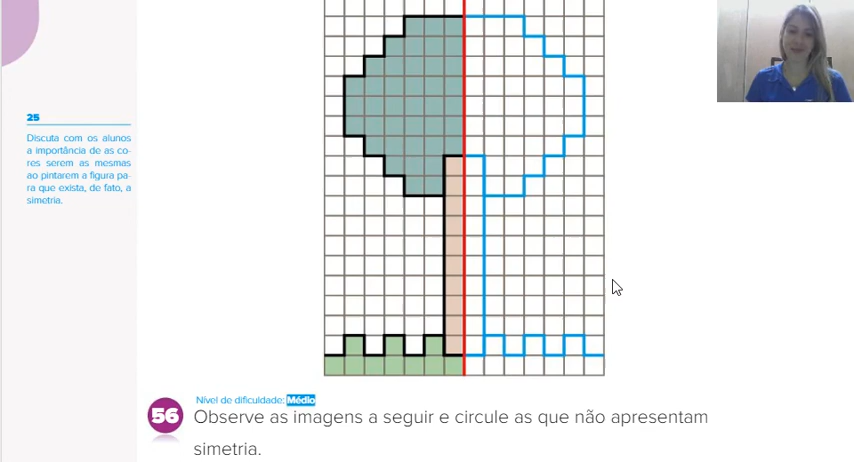 25
Discuta com os alunos
a importância de as co-
res serem as mesmas
ao pintarem a figura pa-
ra que exista, de fato, a
simetria.
Nível de dificuldade: Médio
56 Observe as imagens a seguir e circule as que não apresentam
simetria.